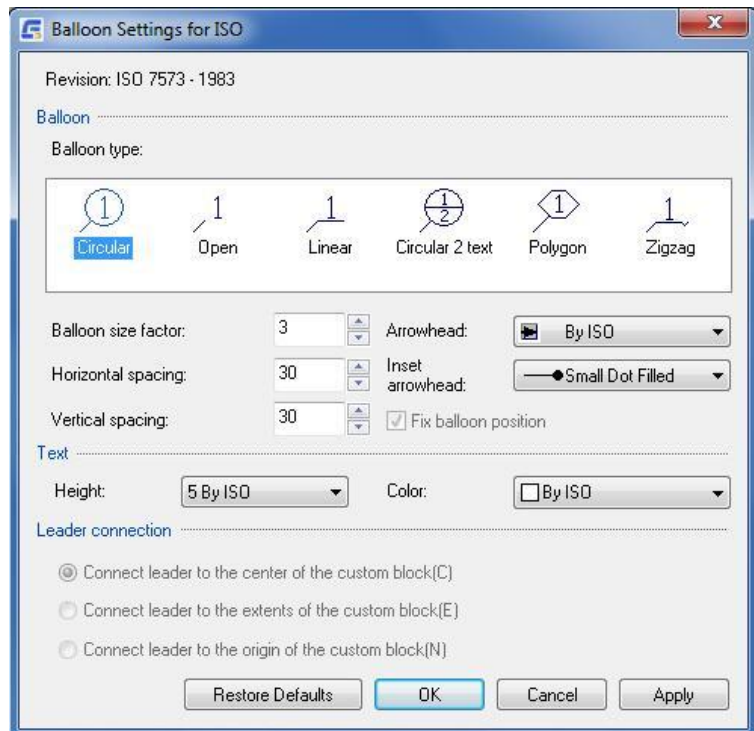 Balloon Settings for ISO
Revision: ISO 7573 - 1983
Balloon
Balloon type:
1 1 1 1 2 1 1
Circular Open Linear Circular 2 text Polygon Zigzag
Balloon size factor: 3 Arrowhead: By ISO
Horizontal spacing: 30 Inset arrowhead: Small Dot Filled
Vertical spacing: 30 Fix balloon position
Text
Height: 5 By ISO Color: By ISO
Leader connection
Connect leader to the center of the custom block(C)
Connect leader to the extents of the custom block(E)
Connect leader to the origin of the custom block(N)
Restore Defaults OK Cancel Apply